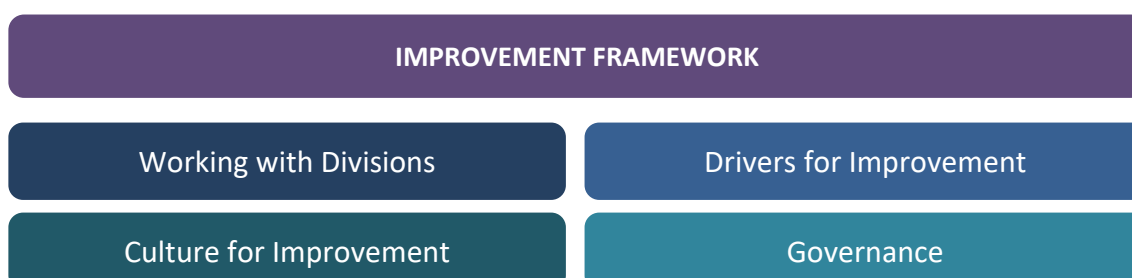 IMPROVEMENT FRAMEWORK
Working with Divisions
Drivers for Improvement
Culture for Improvement
Governance